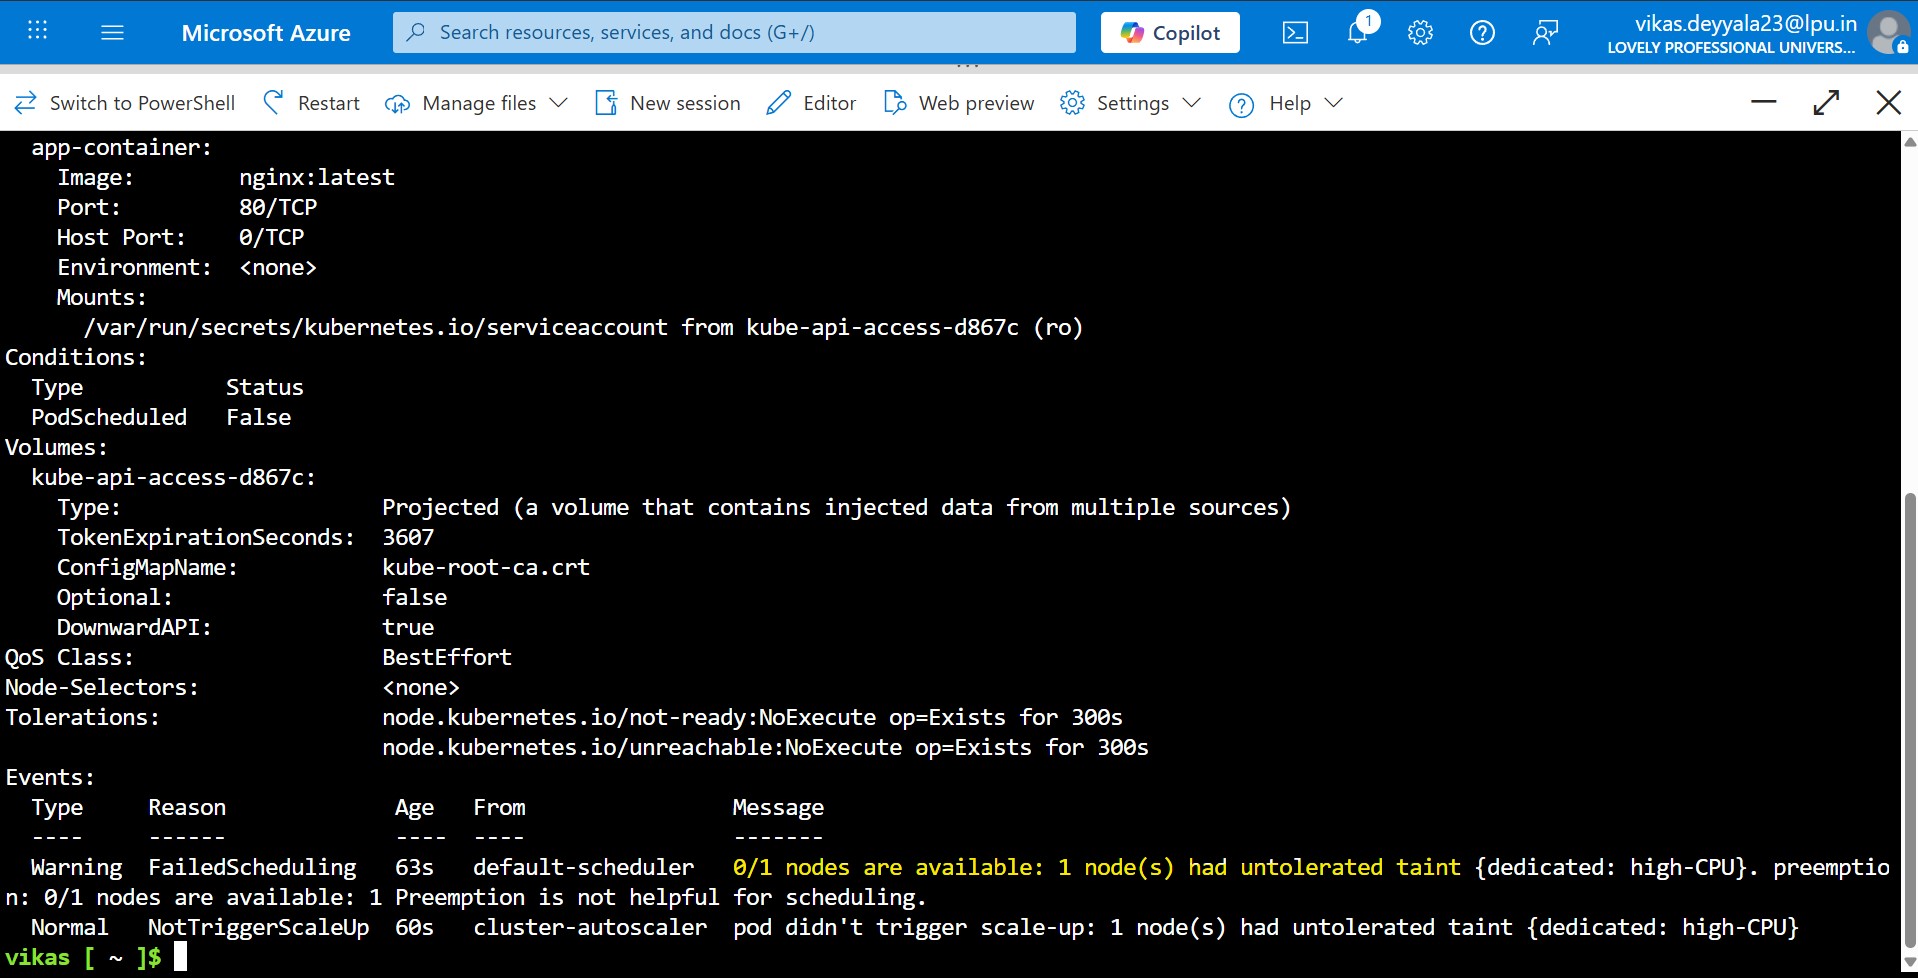 Microsoft Azure
Search resources, services, and docs (G+/)
Copilot
1
vikas.deyyala23@lpu.in
LOVELY PROFESSIONAL UNIVERS...
Switch to PowerShell Restart Manage files New session Editor Web preview Settings Help
app-container:
Image: nginx:latest
Port: 80/TCP
Host Port: 0/TCP
Environment: <none>
Mounts:
/var/run/secrets/kubernetes.io/serviceaccount from kube-api-access-d867c (ro)
Conditions:
Type Status
PodScheduled False
Volumes:
kube-api-access-d867c:
Type: Projected (a volume that contains injected data from multiple sources)
TokenExpirationSeconds: 3607
ConfigMapName: kube-root-ca.crt
Optional: false
DownwardAPI: true
QoS Class: BestEffort
Node-Selectors: <none>
Tolerations: node.kubernetes.io/not-ready:NoExecute op=Exists for 300s
node.kubernetes.io/unreachable:NoExecute op=Exists for 300s
Events:
Type Reason Age From Message
---- ------ ---- ---- -------
Warning FailedScheduling 63s default-scheduler 0/1 nodes are available: 1 node(s) had untolerated taint {dedicated: high-CPU}. preemptio
n: 0/1 nodes are available: 1 Preemption is not helpful for scheduling.
Normal NotTriggerScaleUp 60s cluster-autoscaler pod didn't trigger scale-up: 1 node(s) had untolerated taint {dedicated: high-CPU}
vikas [ ~ ]$